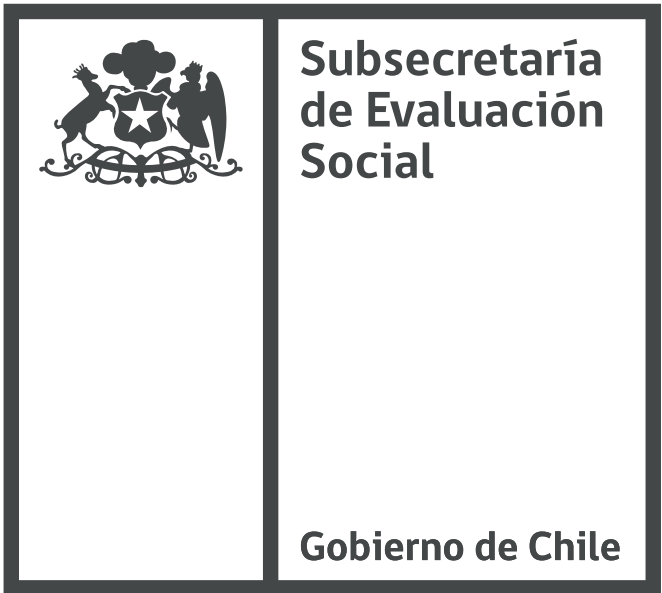 Subsecretaría
de Evaluación
Social
Gobierno de Chile